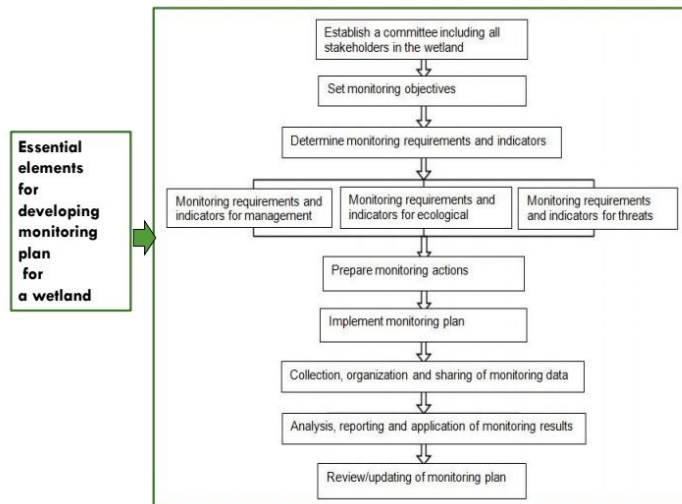 Essential
elements
for
developing
monitoring
plan
for
a wetland
Establish a committee including all
stakeholders in the wetland
Set monitoring objectives
Determine monitoring requirements and indicators
Monitoring requirements and
indicators for management
Monitoring requirements and
indicators for ecological
Monitoring requirements
and indicators for threats
Prepare monitoring actions
Implement monitoring plan
Collection, organization and sharing of monitoring data
Analysis, reporting and application of monitoring results
Review/updating of monitoring plan